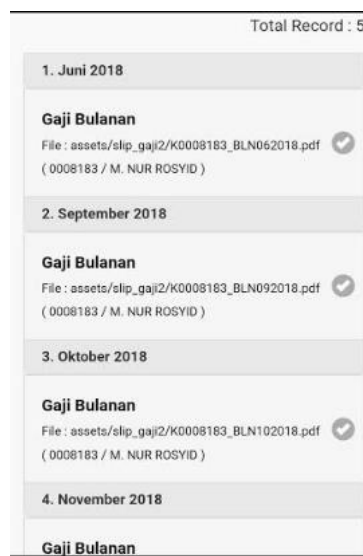 Total Record : 5
1. Juni 2018
Gaji Bulanan
File : assets/slip_gaji2/K0008183_BLN062018.pdf
( 0008183 / M. NUR ROSYID )
2. September 2018
Gaji Bulanan
File : assets/slip_gaji2/K0008183_BLN092018.pdf
( 0008183 / M. NUR ROSYID )
3. Oktober 2018
Gaji Bulanan
File : assets/slip_gaji2/K0008183_BLN102018.pdf
( 0008183 / M. NUR ROSYID )
4. November 2018
Gaji Bulanan